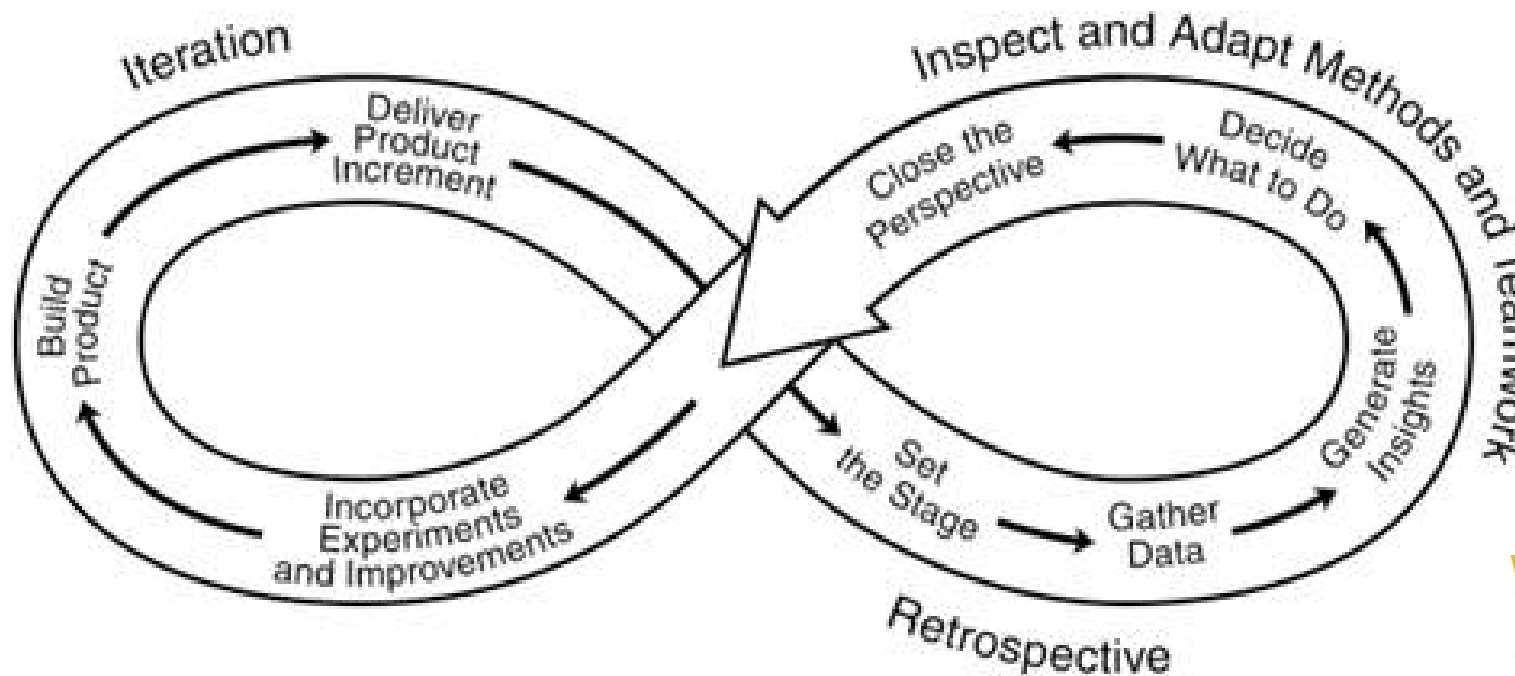 Iteration
Deliver
Product
Increment
Build
Product
Incorporate
Experiments
and Improvements
Inspect and Adapt Methods and Teamwork
Close the
Perspective
Decide
What to Do
Generate
Insights
Gather
Data
Set
the Stage
Retrospective